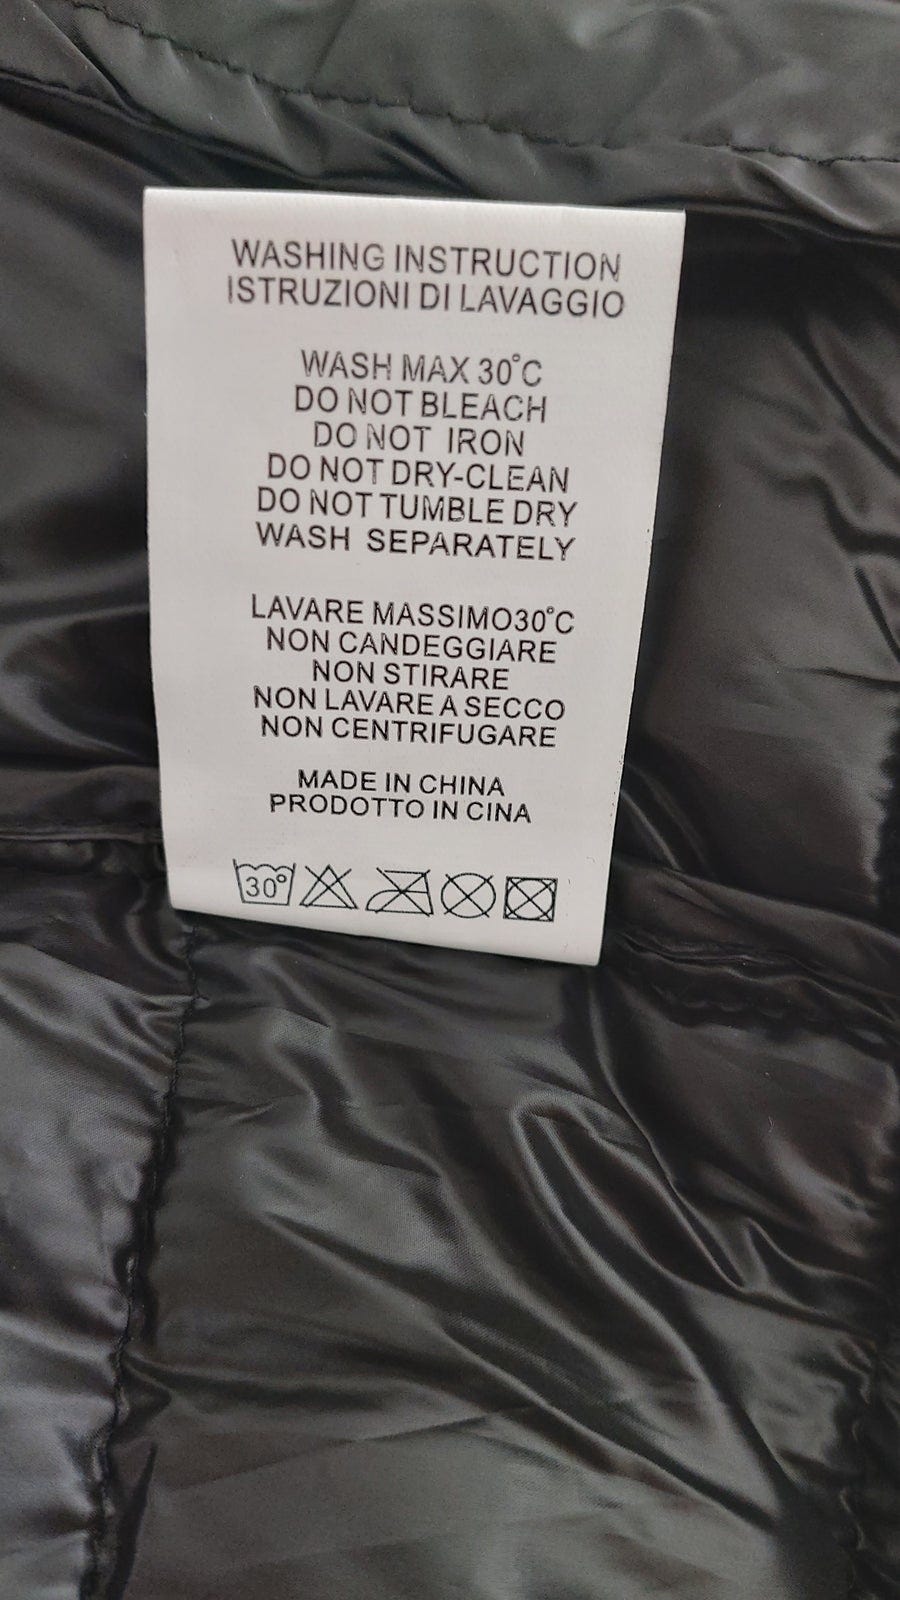 WASHING INSTRUCTION
ISTRUZIONI DI LAVAGGIO
WASH MAX 30°C
DO NOT BLEACH
DO NOT IRON
DO NOT DRY-CLEAN
DO NOT TUMBLE DRY
WASH SEPARATELY
LAVARE MASSIMO30°C
NON CANDEGGIARE
NON STIRARE
NON LAVARE A SECCO
NON CENTRIFUGARE
MADE IN CHINA
PRODOTTO IN CINA
30°